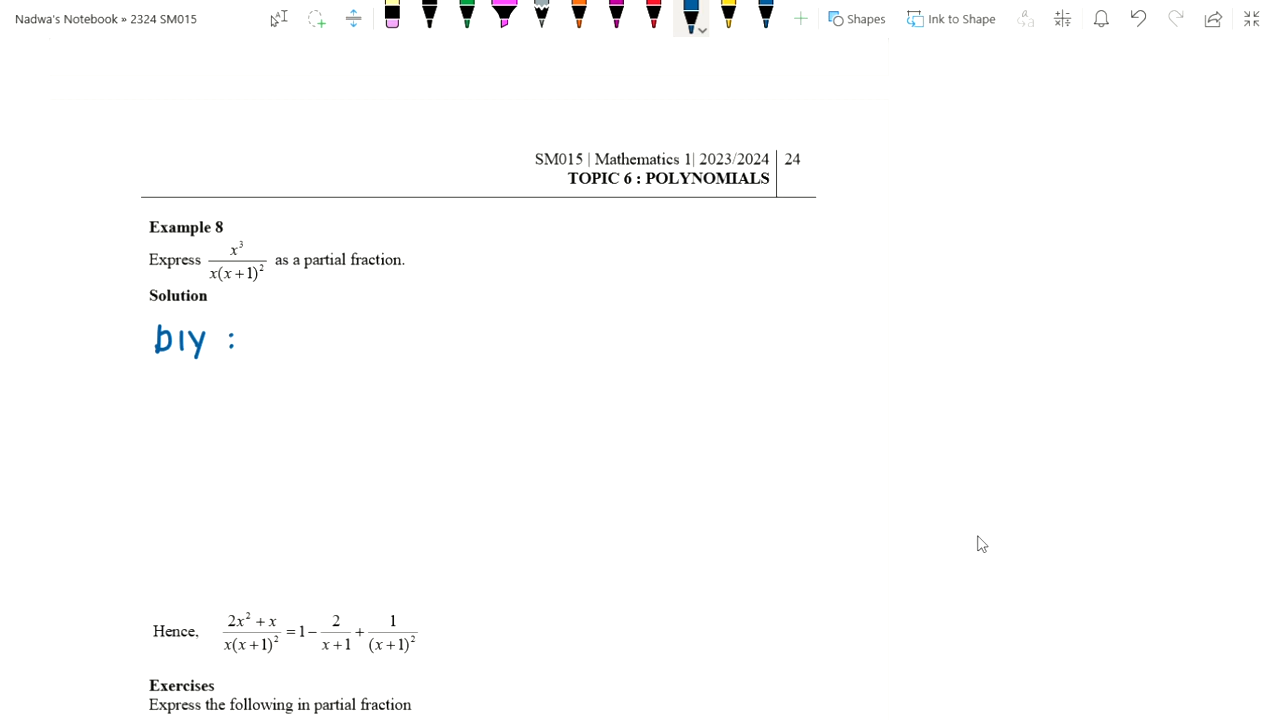 Nadwa's Notebook » 2324 SM015
Shapes
Ink to Shape
SM015 | Mathematics 1| 2023/2024 24
TOPIC 6 : POLYNOMIALS
Example 8
Express x³/(x(x+1)²) as a partial fraction.
Solution
DIY :
Hence, (2x² + x)/(x(x+1)²) = 1 − 2/(x+1) + 1/(x+1)²
Exercises
Express the following in partial fraction